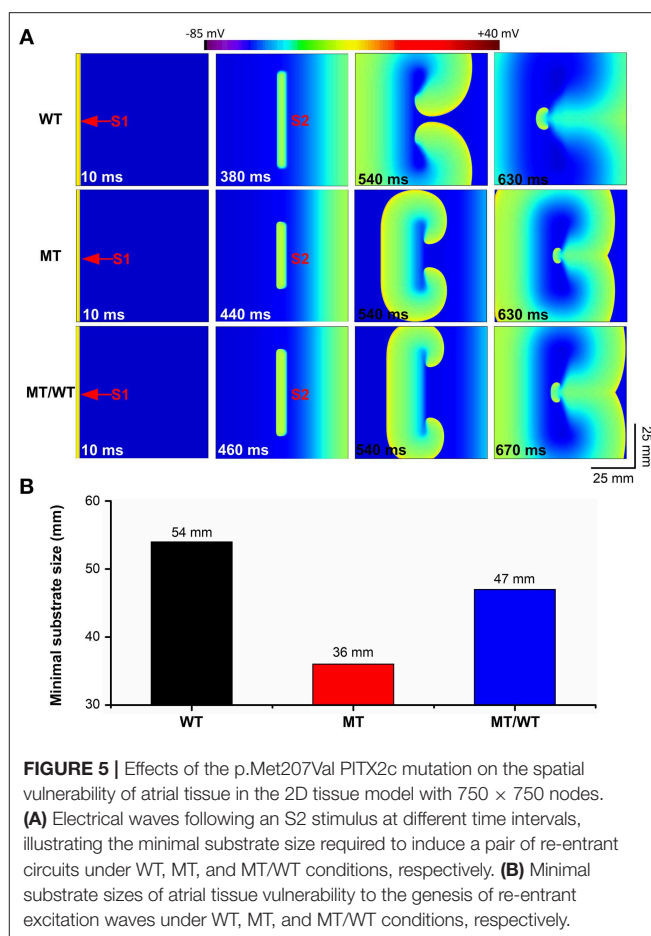 A
-85 mV
+40 mV
WT
S1
10 ms
S2
380 ms
540 ms
630 ms
MT
S1
10 ms
S2
440 ms
540 ms
630 ms
MT/WT
S1
10 ms
S2
460 ms
540 ms
670 ms
25 mm
25 mm
B
Minimal substrate size (mm)
60
50
40
30
54 mm
36 mm
47 mm
WT
MT
MT/WT
FIGURE 5 | Effects of the p.Met207Val PITX2c mutation on the spatial
vulnerability of atrial tissue in the 2D tissue model with 750 × 750 nodes.
(A) Electrical waves following an S2 stimulus at different time intervals,
illustrating the minimal substrate size required to induce a pair of re-entrant
circuits under WT, MT, and MT/WT conditions, respectively. (B) Minimal
substrate sizes of atrial tissue vulnerability to the genesis of re-entrant
excitation waves under WT, MT, and MT/WT conditions, respectively.